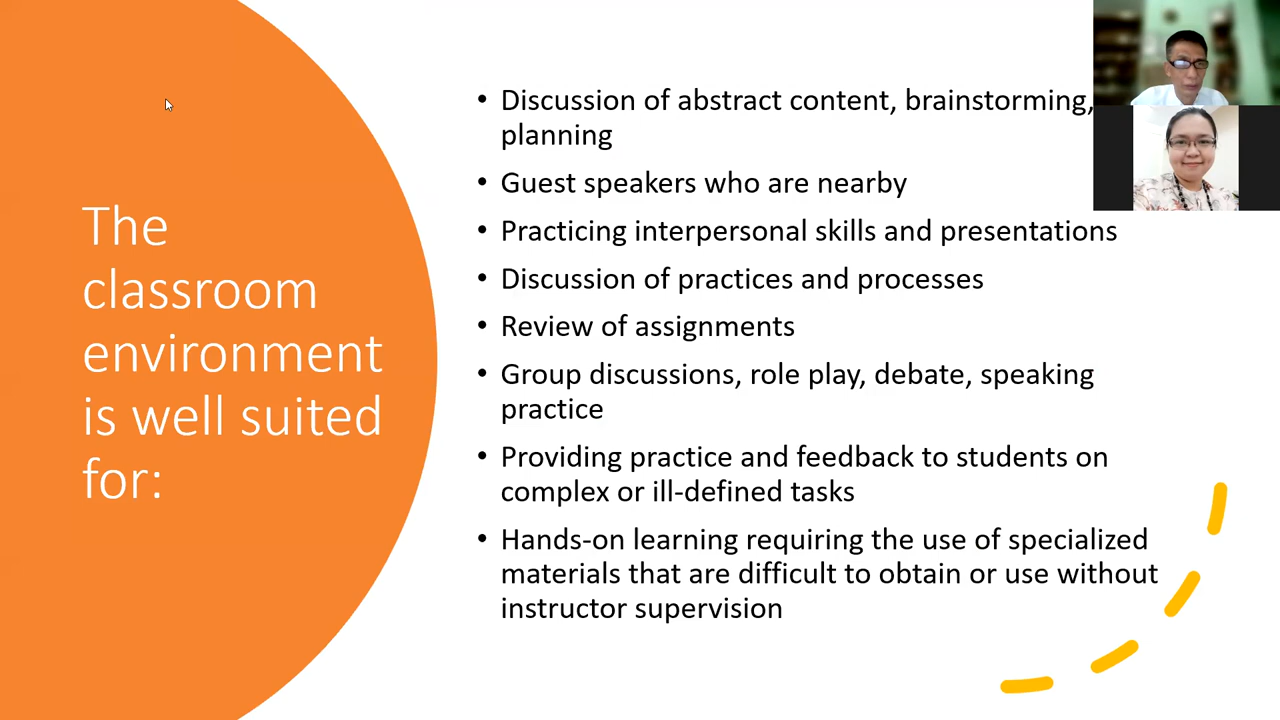 The
classroom
environment
is well suited
for:
• Discussion of abstract content, brainstorming,
planning
• Guest speakers who are nearby
• Practicing interpersonal skills and presentations
• Discussion of practices and processes
• Review of assignments
• Group discussions, role play, debate, speaking
practice
• Providing practice and feedback to students on
complex or ill-defined tasks
• Hands-on learning requiring the use of specialized
materials that are difficult to obtain or use without
instructor supervision